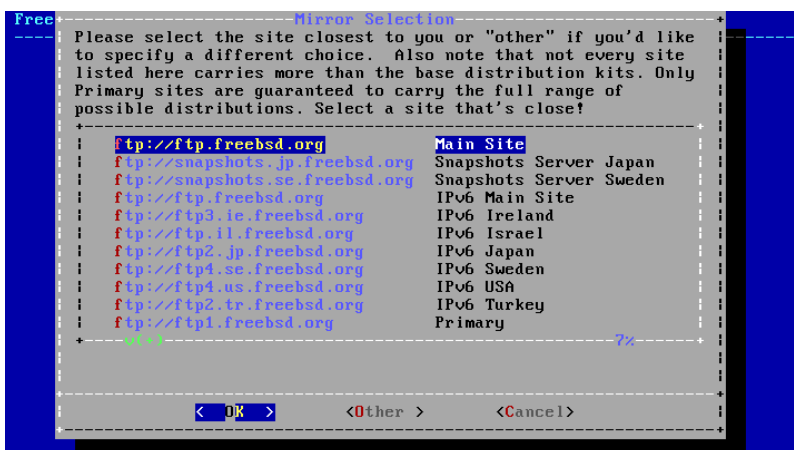 Free
Mirror Selection
Please select the site closest to you or "other" if you'd like
to specify a different choice.  Also note that not every site
listed here carries more than the base distribution kits. Only
Primary sites are guaranteed to carry the full range of
possible distributions. Select a site that's close!
ftp://ftp.freebsd.org Main Site
ftp://snapshots.jp.freebsd.org Snapshots Server Japan
ftp://snapshots.se.freebsd.org Snapshots Server Sweden
ftp://ftp.freebsd.org IPv6 Main Site
ftp://ftp3.ie.freebsd.org IPv6 Ireland
ftp://ftp.il.freebsd.org IPv6 Israel
ftp://ftp2.jp.freebsd.org IPv6 Japan
ftp://ftp4.se.freebsd.org IPv6 Sweden
ftp://ftp4.us.freebsd.org IPv6 USA
ftp://ftp2.tr.freebsd.org IPv6 Turkey
ftp://ftp1.freebsd.org Primary
v(+) 7%
<  OK  > <Other > <Cancel>